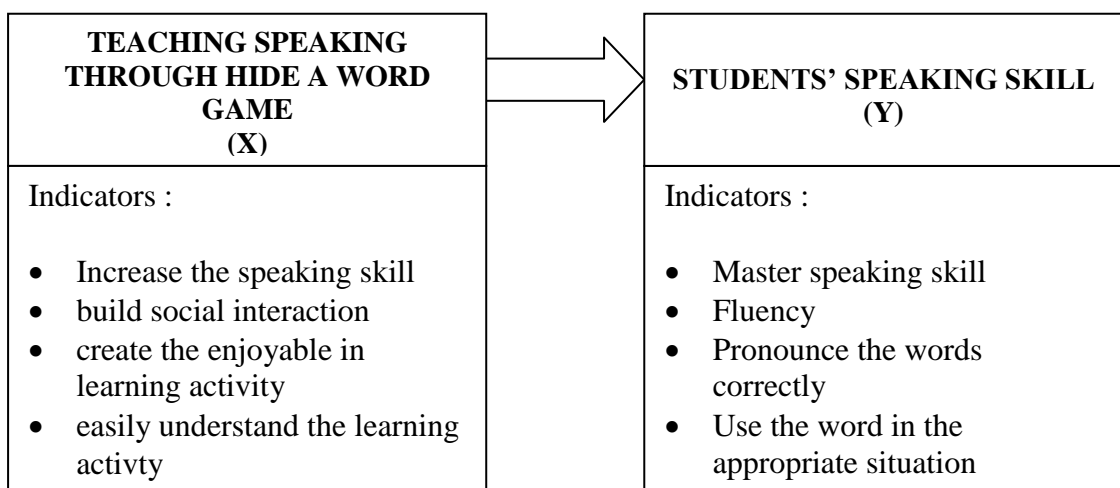 TEACHING SPEAKING
THROUGH HIDE A WORD
GAME
(X)
Indicators :
• Increase the speaking skill
• build social interaction
• create the enjoyable in
learning activity
• easily understand the learning
activty
STUDENTS’ SPEAKING SKILL
(Y)
Indicators :
• Master speaking skill
• Fluency
• Pronounce the words
correctly
• Use the word in the
appropriate situation